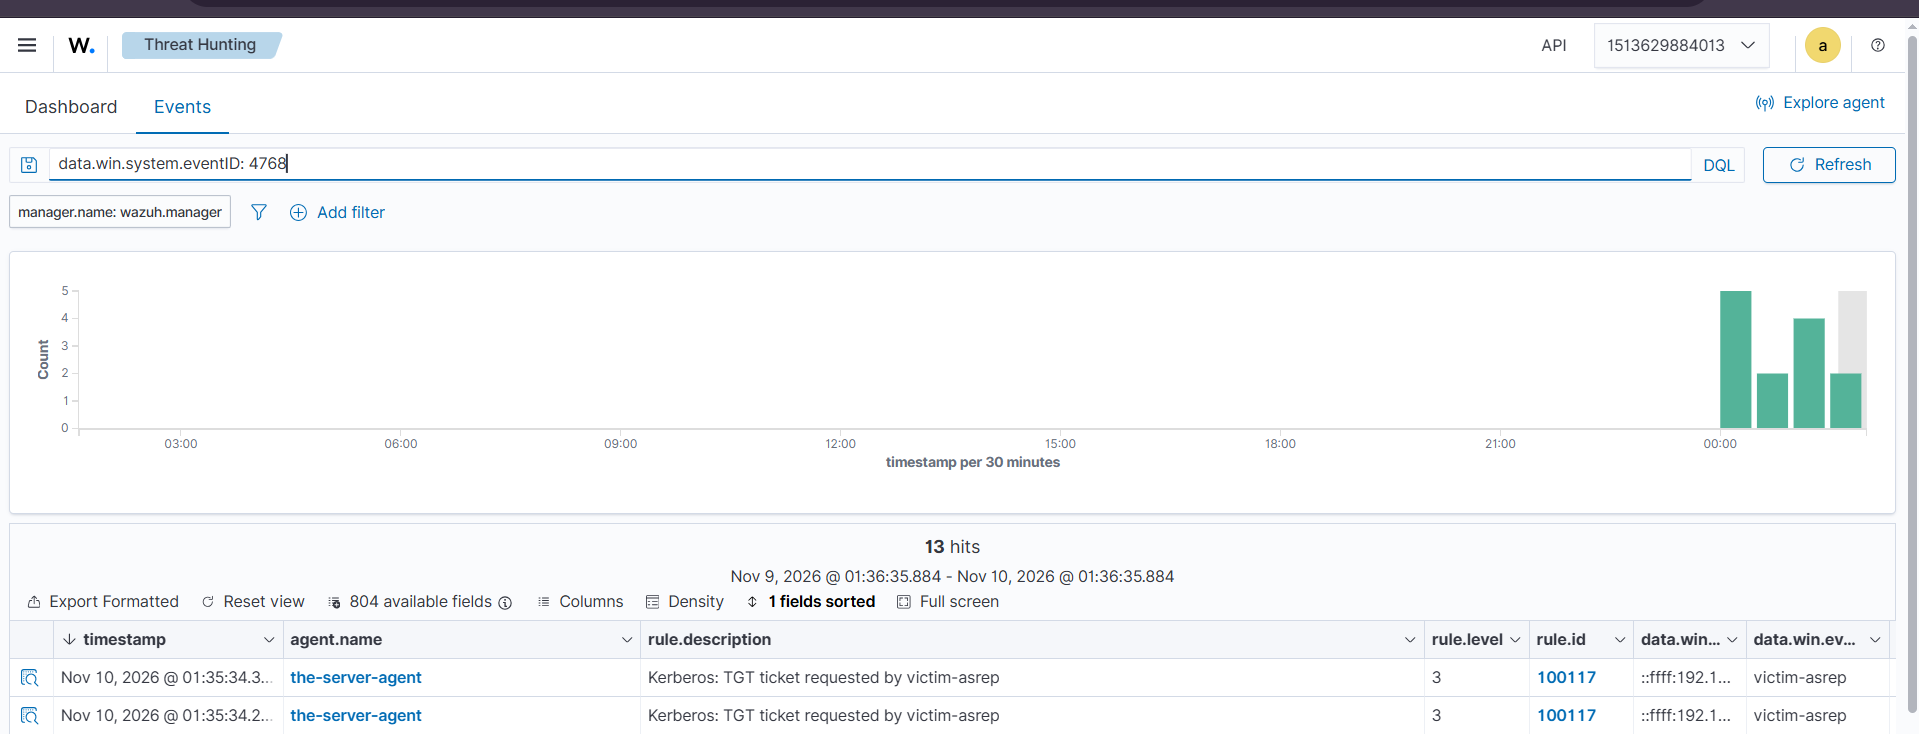 W.
Threat Hunting
API
1513629884013
a
Dashboard
Events
Explore agent
data.win.system.eventID: 4768
DQL
Refresh
manager.name: wazuh.manager
Add filter
5
4
3
2
1
0
Count
03:00
06:00
09:00
12:00
15:00
18:00
21:00
00:00
timestamp per 30 minutes
13 hits
Nov 9, 2026 @ 01:36:35.884 - Nov 10, 2026 @ 01:36:35.884
Export Formatted
Reset view
804 available fields
Columns
Density
1 fields sorted
Full screen
timestamp agent.name rule.description rule.level rule.id data.win... data.win.ev...
Nov 10, 2026 @ 01:35:34.3... the-server-agent Kerberos: TGT ticket requested by victim-asrep 3 100117 ::ffff:192.1... victim-asrep
Nov 10, 2026 @ 01:35:34.2... the-server-agent Kerberos: TGT ticket requested by victim-asrep 3 100117 ::ffff:192.1... victim-asrep